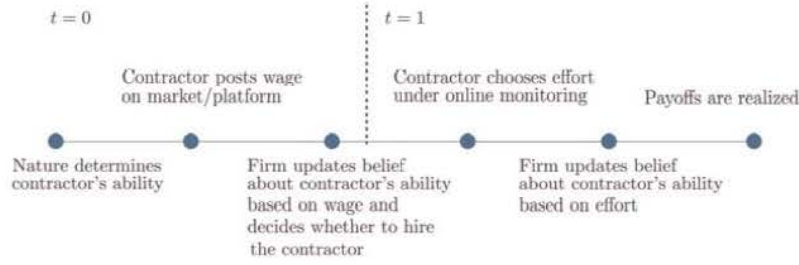 t = 0
t = 1
Contractor posts wage
on market/platform
Contractor chooses effort
under online monitoring
Payoffs are realized
Nature determines
contractor's ability
Firm updates belief
about contractor's ability
based on wage and
decides whether to hire
the contractor
Firm updates belief
about contractor's ability
based on effort